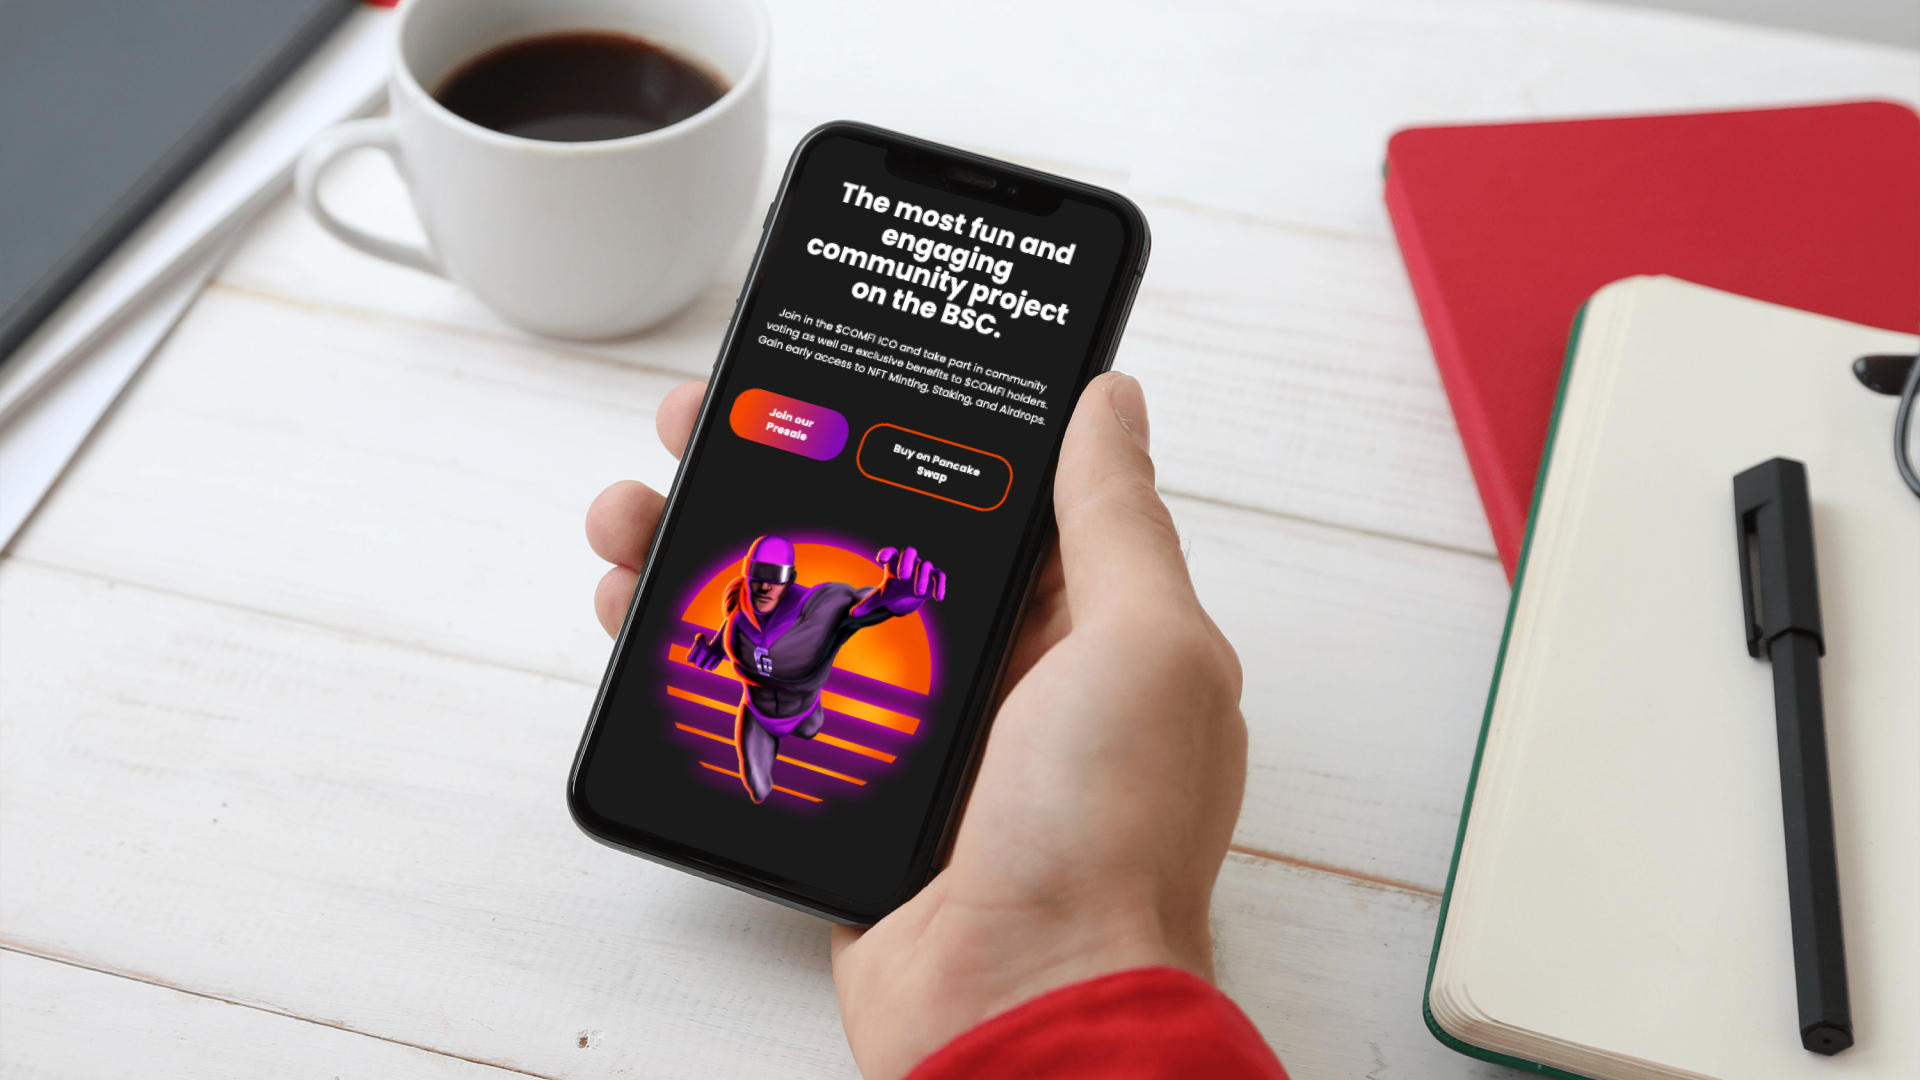 The most fun and
engaging
community project
on the BSC.
Join in the $COMFI ICO and take part in community
voting as well as exclusive benefits to $COMFI holders.
Gain early access to NFT Minting, Staking, and Airdrops.
Join our
Presale
Buy on Pancake
Swap